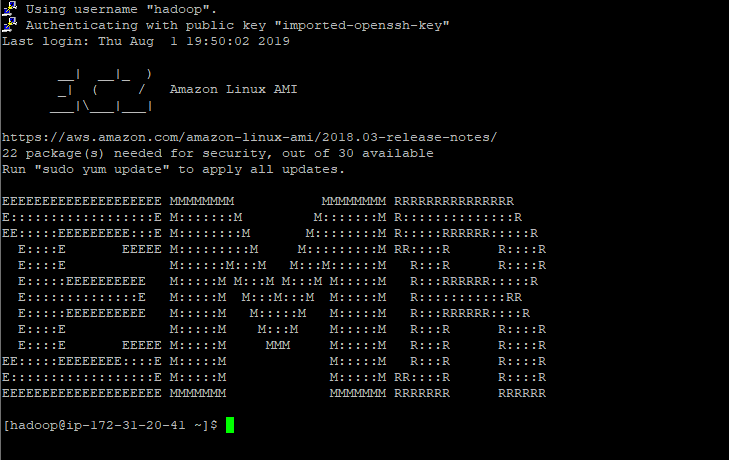 Using username "hadoop".
Authenticating with public key "imported-openssh-key"
Last login: Thu Aug  1 19:50:02 2019

       __|  __|_  )
       _|  (     /   Amazon Linux AMI
      ___|\___|___|

https://aws.amazon.com/amazon-linux-ami/2018.03-release-notes/
22 package(s) needed for security, out of 30 available
Run "sudo yum update" to apply all updates.

EEEEEEEEEEEEEEEEEEEE MMMMMMMM           MMMMMMMM RRRRRRRRRRRRRRR
E::::::::::::::::::E M:::::::M         M:::::::M R::::::::::::::R
EE:::::EEEEEEEEE:::E M::::::::M       M::::::::M R:::::RRRRRR:::::R
  E::::E       EEEEE M:::::::::M     M:::::::::M RR::::R      R::::R
  E::::E             M::::::M:::M   M:::M::::::M   R:::R      R::::R
  E:::::EEEEEEEEEE   M:::::M M:::M M:::M M:::::M   R:::RRRRRR:::::R
  E::::::::::::::E   M:::::M  M:::M:::M  M:::::M   R:::::::::::RR
  E:::::EEEEEEEEEE   M:::::M   M:::::M   M:::::M   R:::RRRRRR::::R
  E::::E             M:::::M    M:::M    M:::::M   R:::R      R::::R
  E::::E       EEEEE M:::::M     MMM     M:::::M   R:::R      R::::R
EE:::::EEEEEEEE::::E M:::::M             M:::::M   R:::R      R::::R
E::::::::::::::::::E M:::::M             M:::::M RR::::R      R::::R
EEEEEEEEEEEEEEEEEEEE MMMMMMM             MMMMMMM RRRRRRR      RRRRRR

[hadoop@ip-172-31-20-41 ~]$